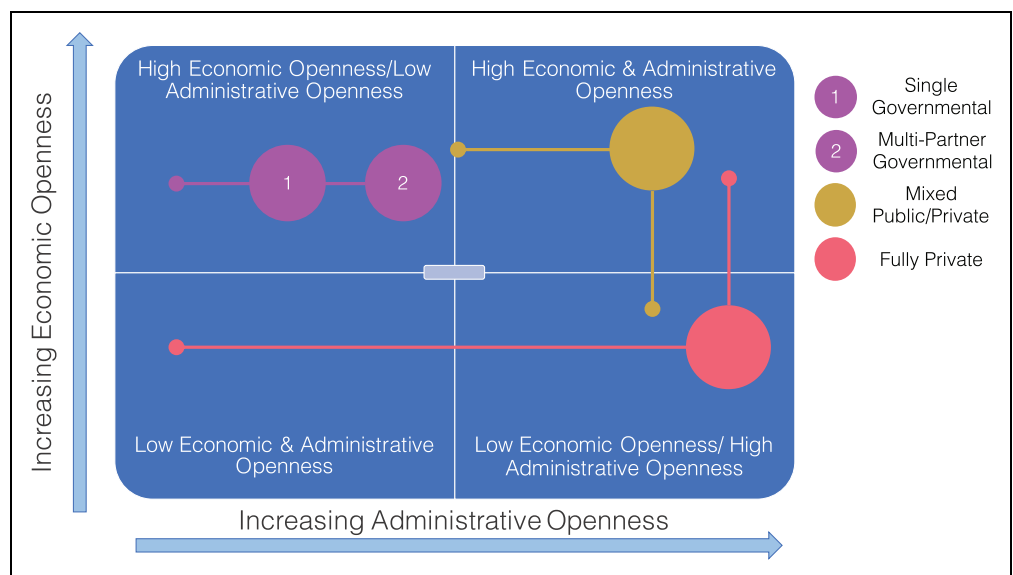 Increasing Economic Openness
High Economic Openness/Low
Administrative Openness
High Economic & Administrative
Openness
1
2
Low Economic & Administrative
Openness
Low Economic Openness/ High
Administrative Openness
Increasing Administrative Openness
1
Single
Governmental
2
Multi-Partner
Governmental
Mixed
Public/Private
Fully Private